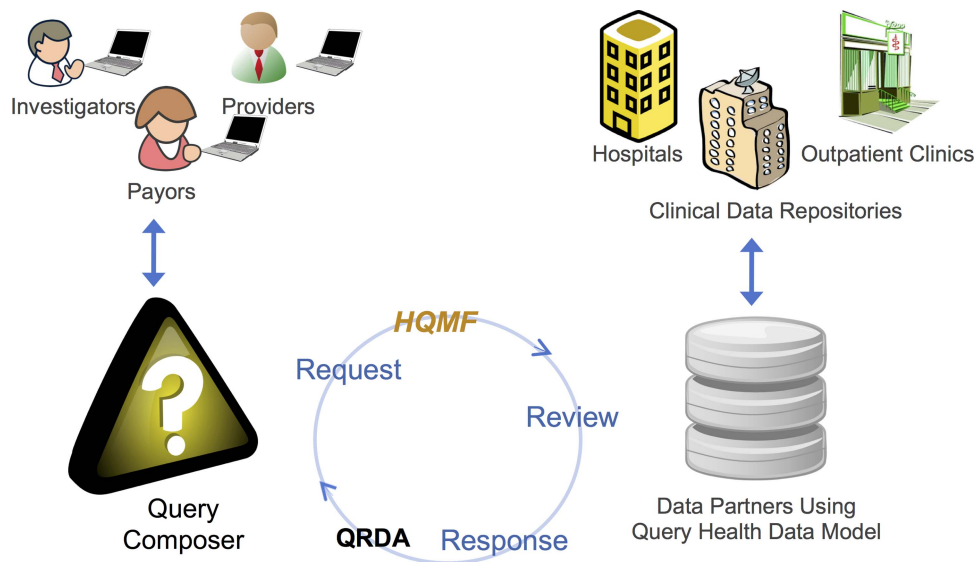 Investigators
Providers
Payors
Hospitals
Outpatient Clinics
Clinical Data Repositories
HQMF
Request
Review
QRDA
Response
Query
Composer
Data Partners Using
Query Health Data Model